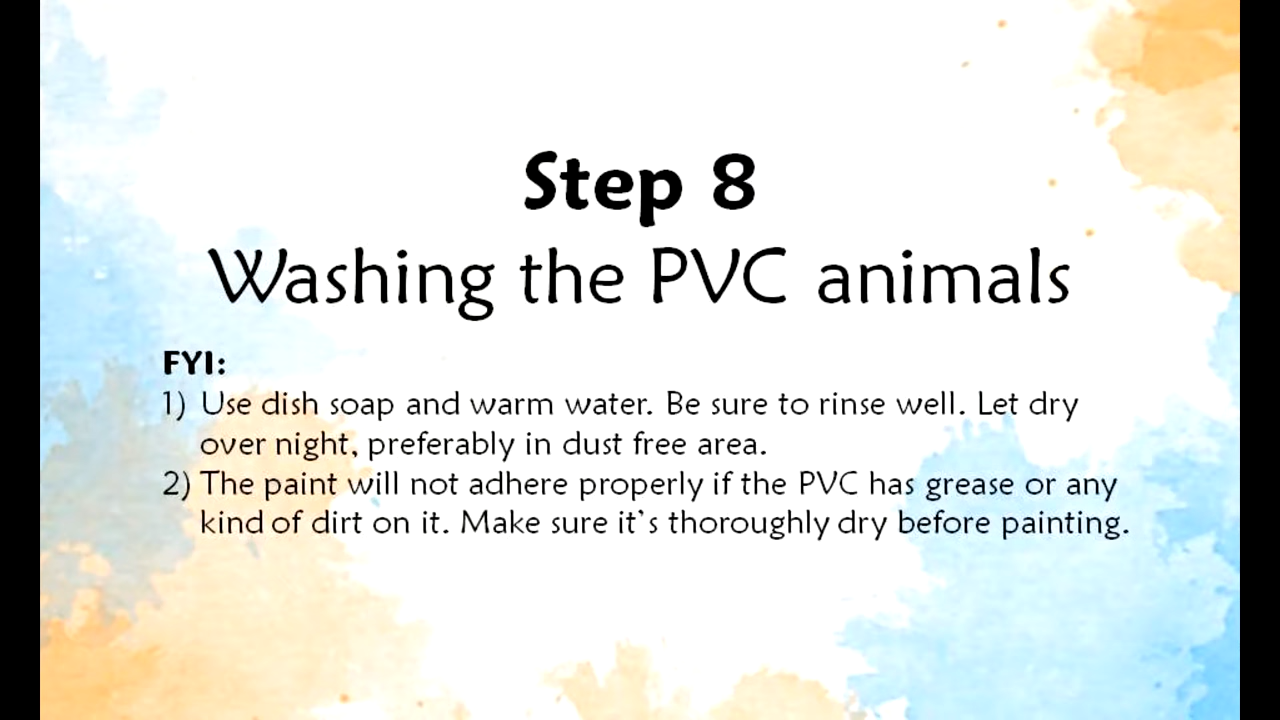 Step 8
Washing the PVC animals
FYI:
1) Use dish soap and warm water. Be sure to rinse well. Let dry
over night, preferably in dust free area.
2) The paint will not adhere properly if the PVC has grease or any
kind of dirt on it. Make sure it's thoroughly dry before painting.